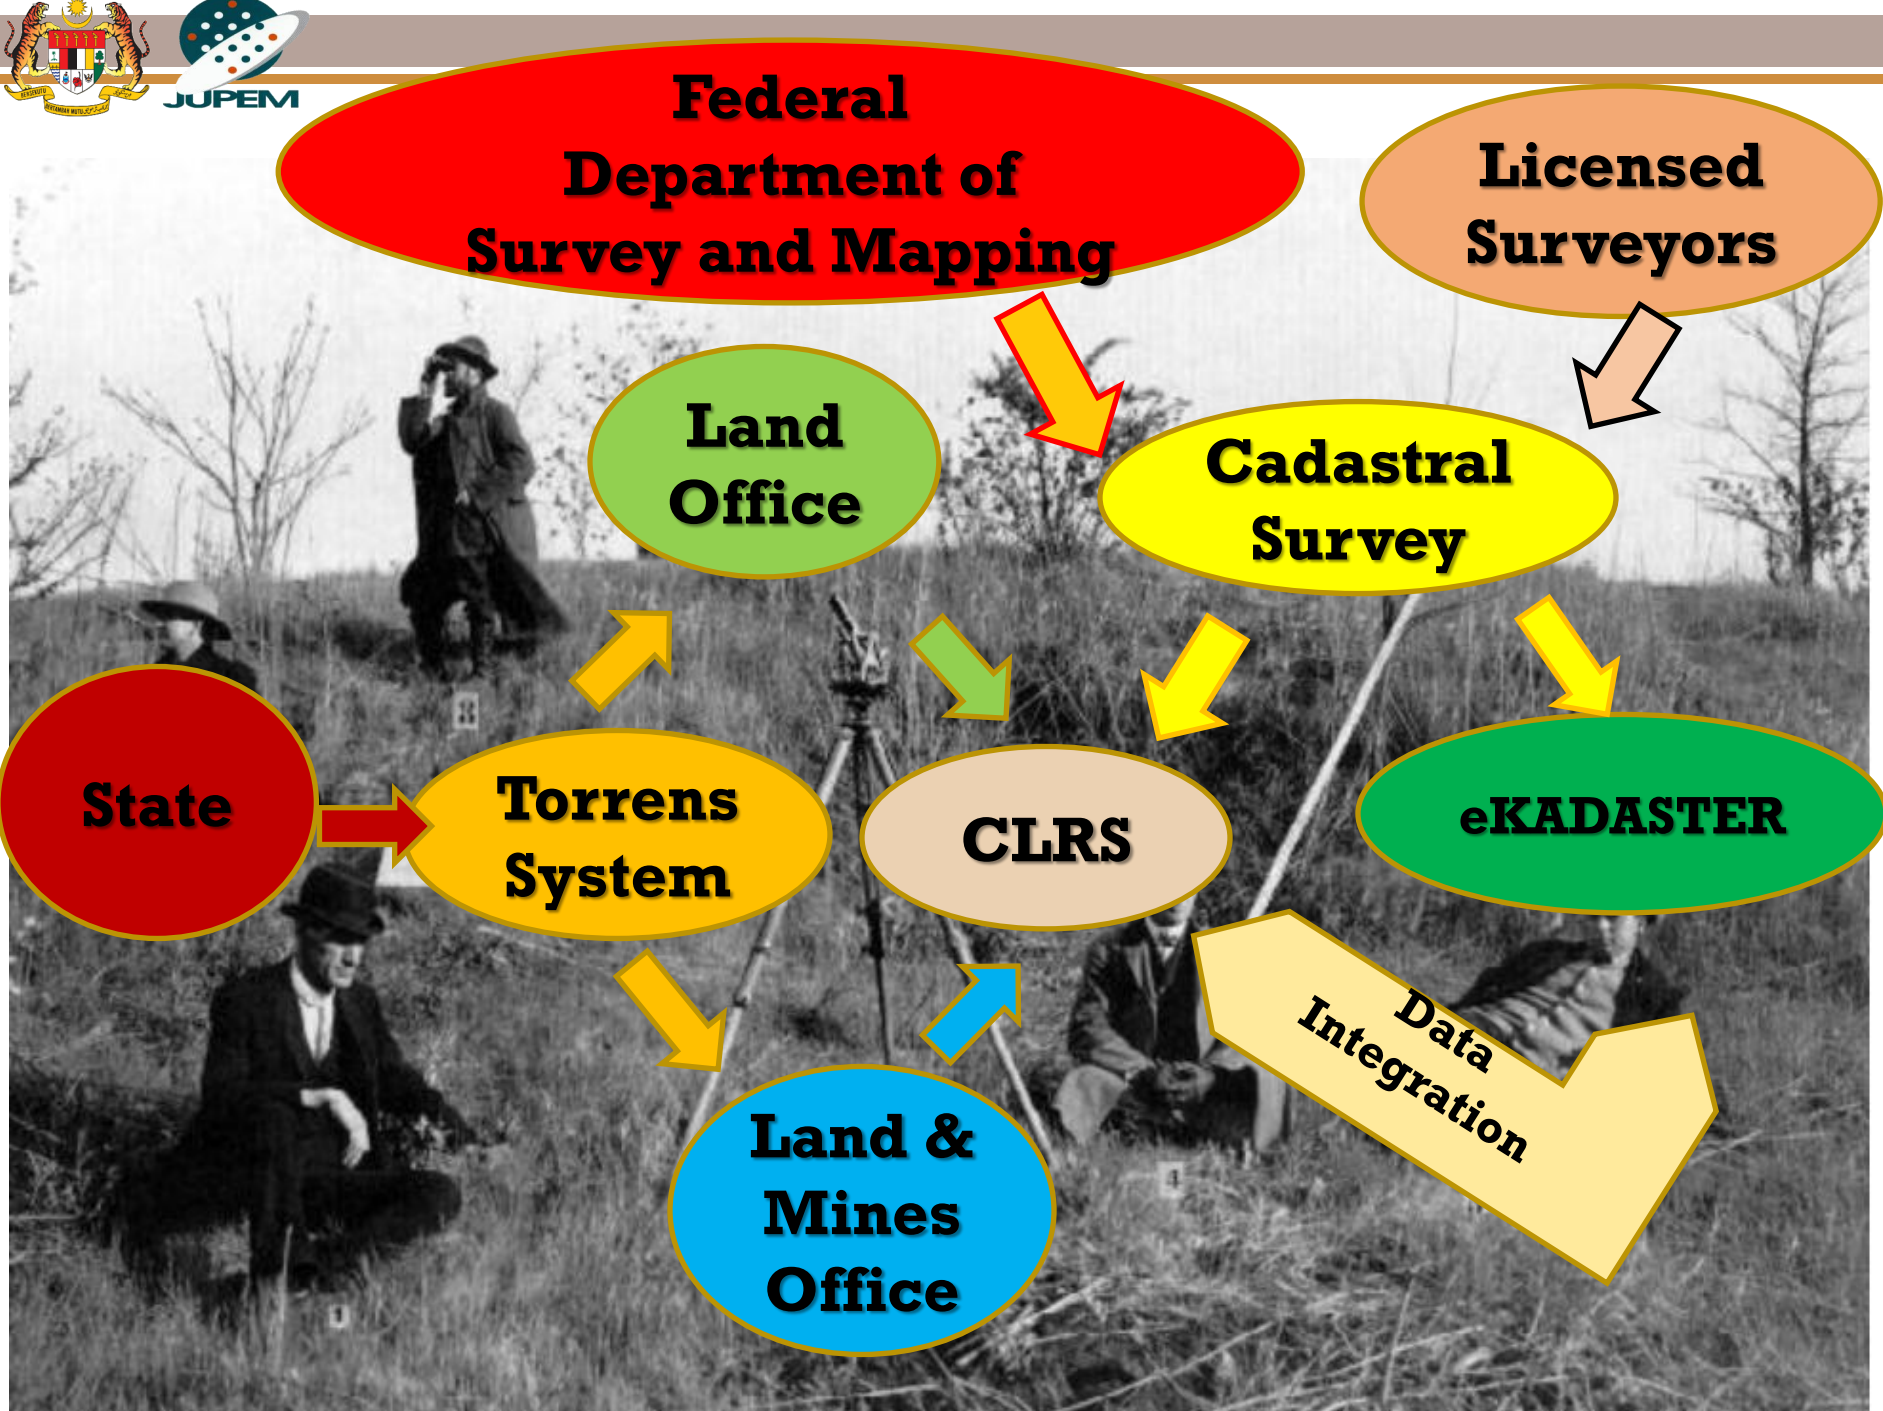 JUPEM
Federal
Department of
Survey and Mapping
Licensed
Surveyors
Land
Office
Cadastral
Survey
State
Torrens
System
CLRS
eKADASTER
Data
Integration
Land &
Mines
Office